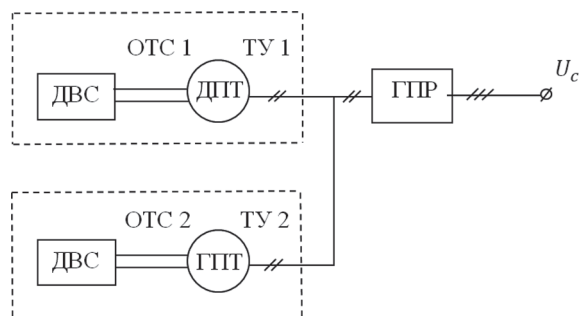 ОТС 1 ТУ 1
ДВС ДПТ ГПР U_c
ОТС 2 ТУ 2
ДВС ГПТ